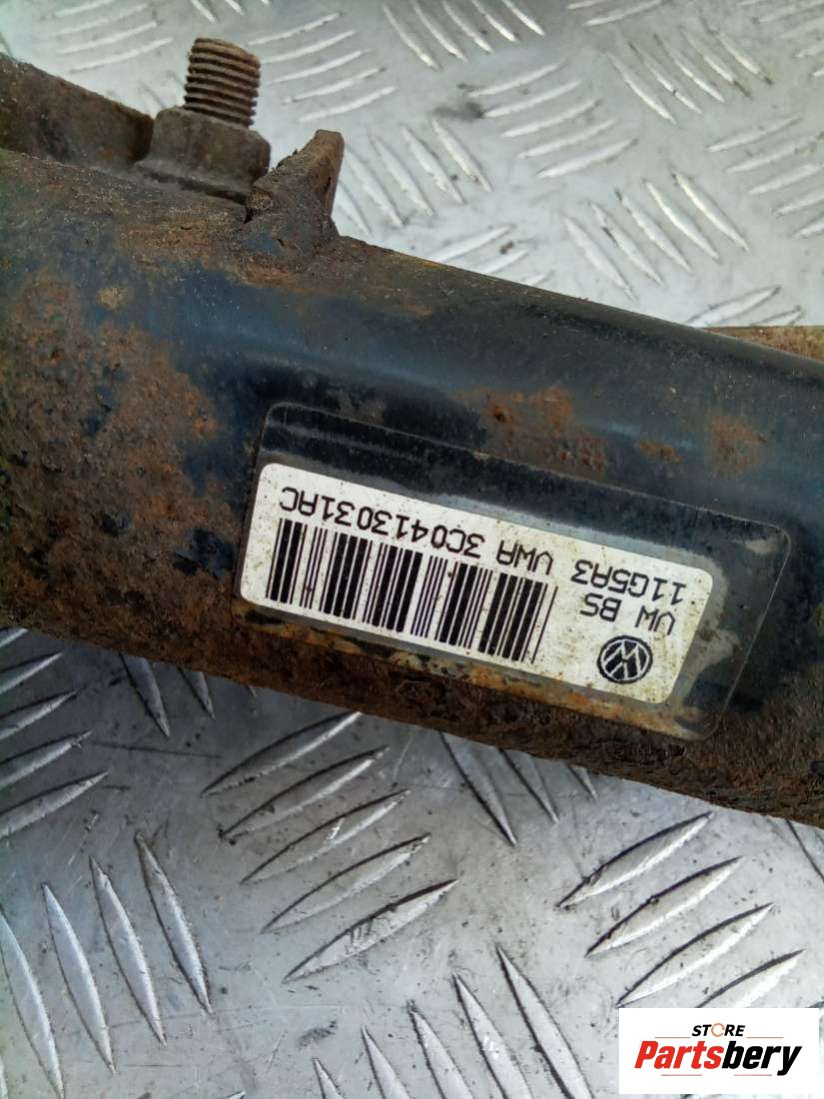 VW BS
11G5A3 VWA 3C0413031AC
STORE
Partsbery